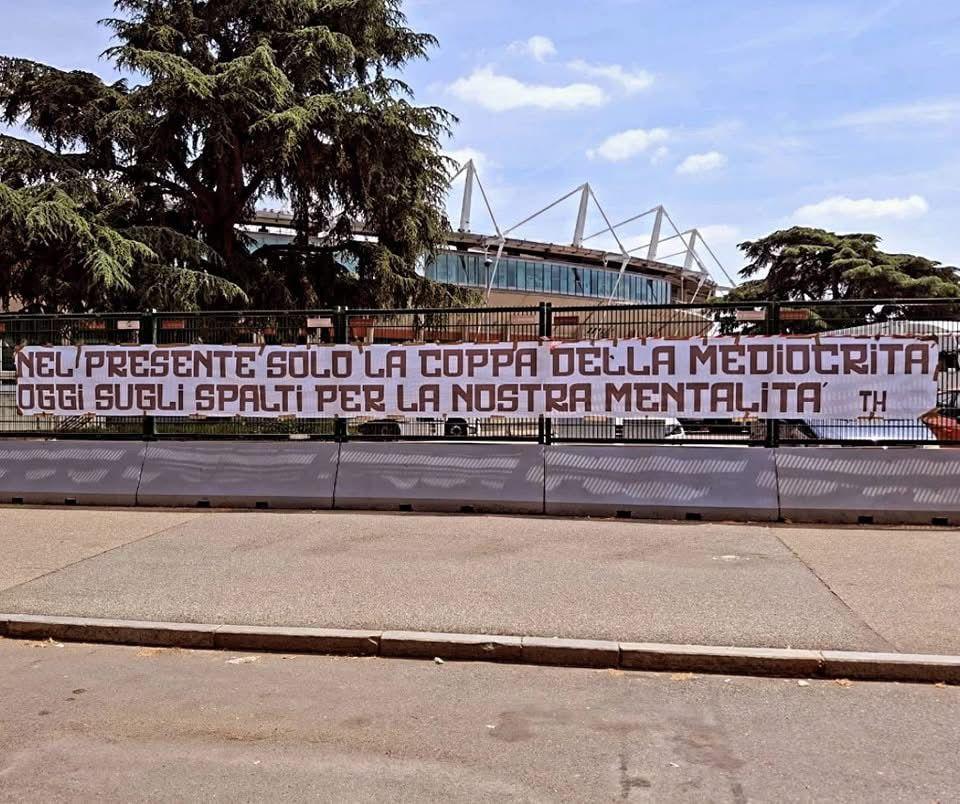 NEL PRESENTE SOLO LA COPPA DELLA MEDIOCRITA
OGGI SUGLI SPALTI PER LA NOSTRA MENTALITA' TH